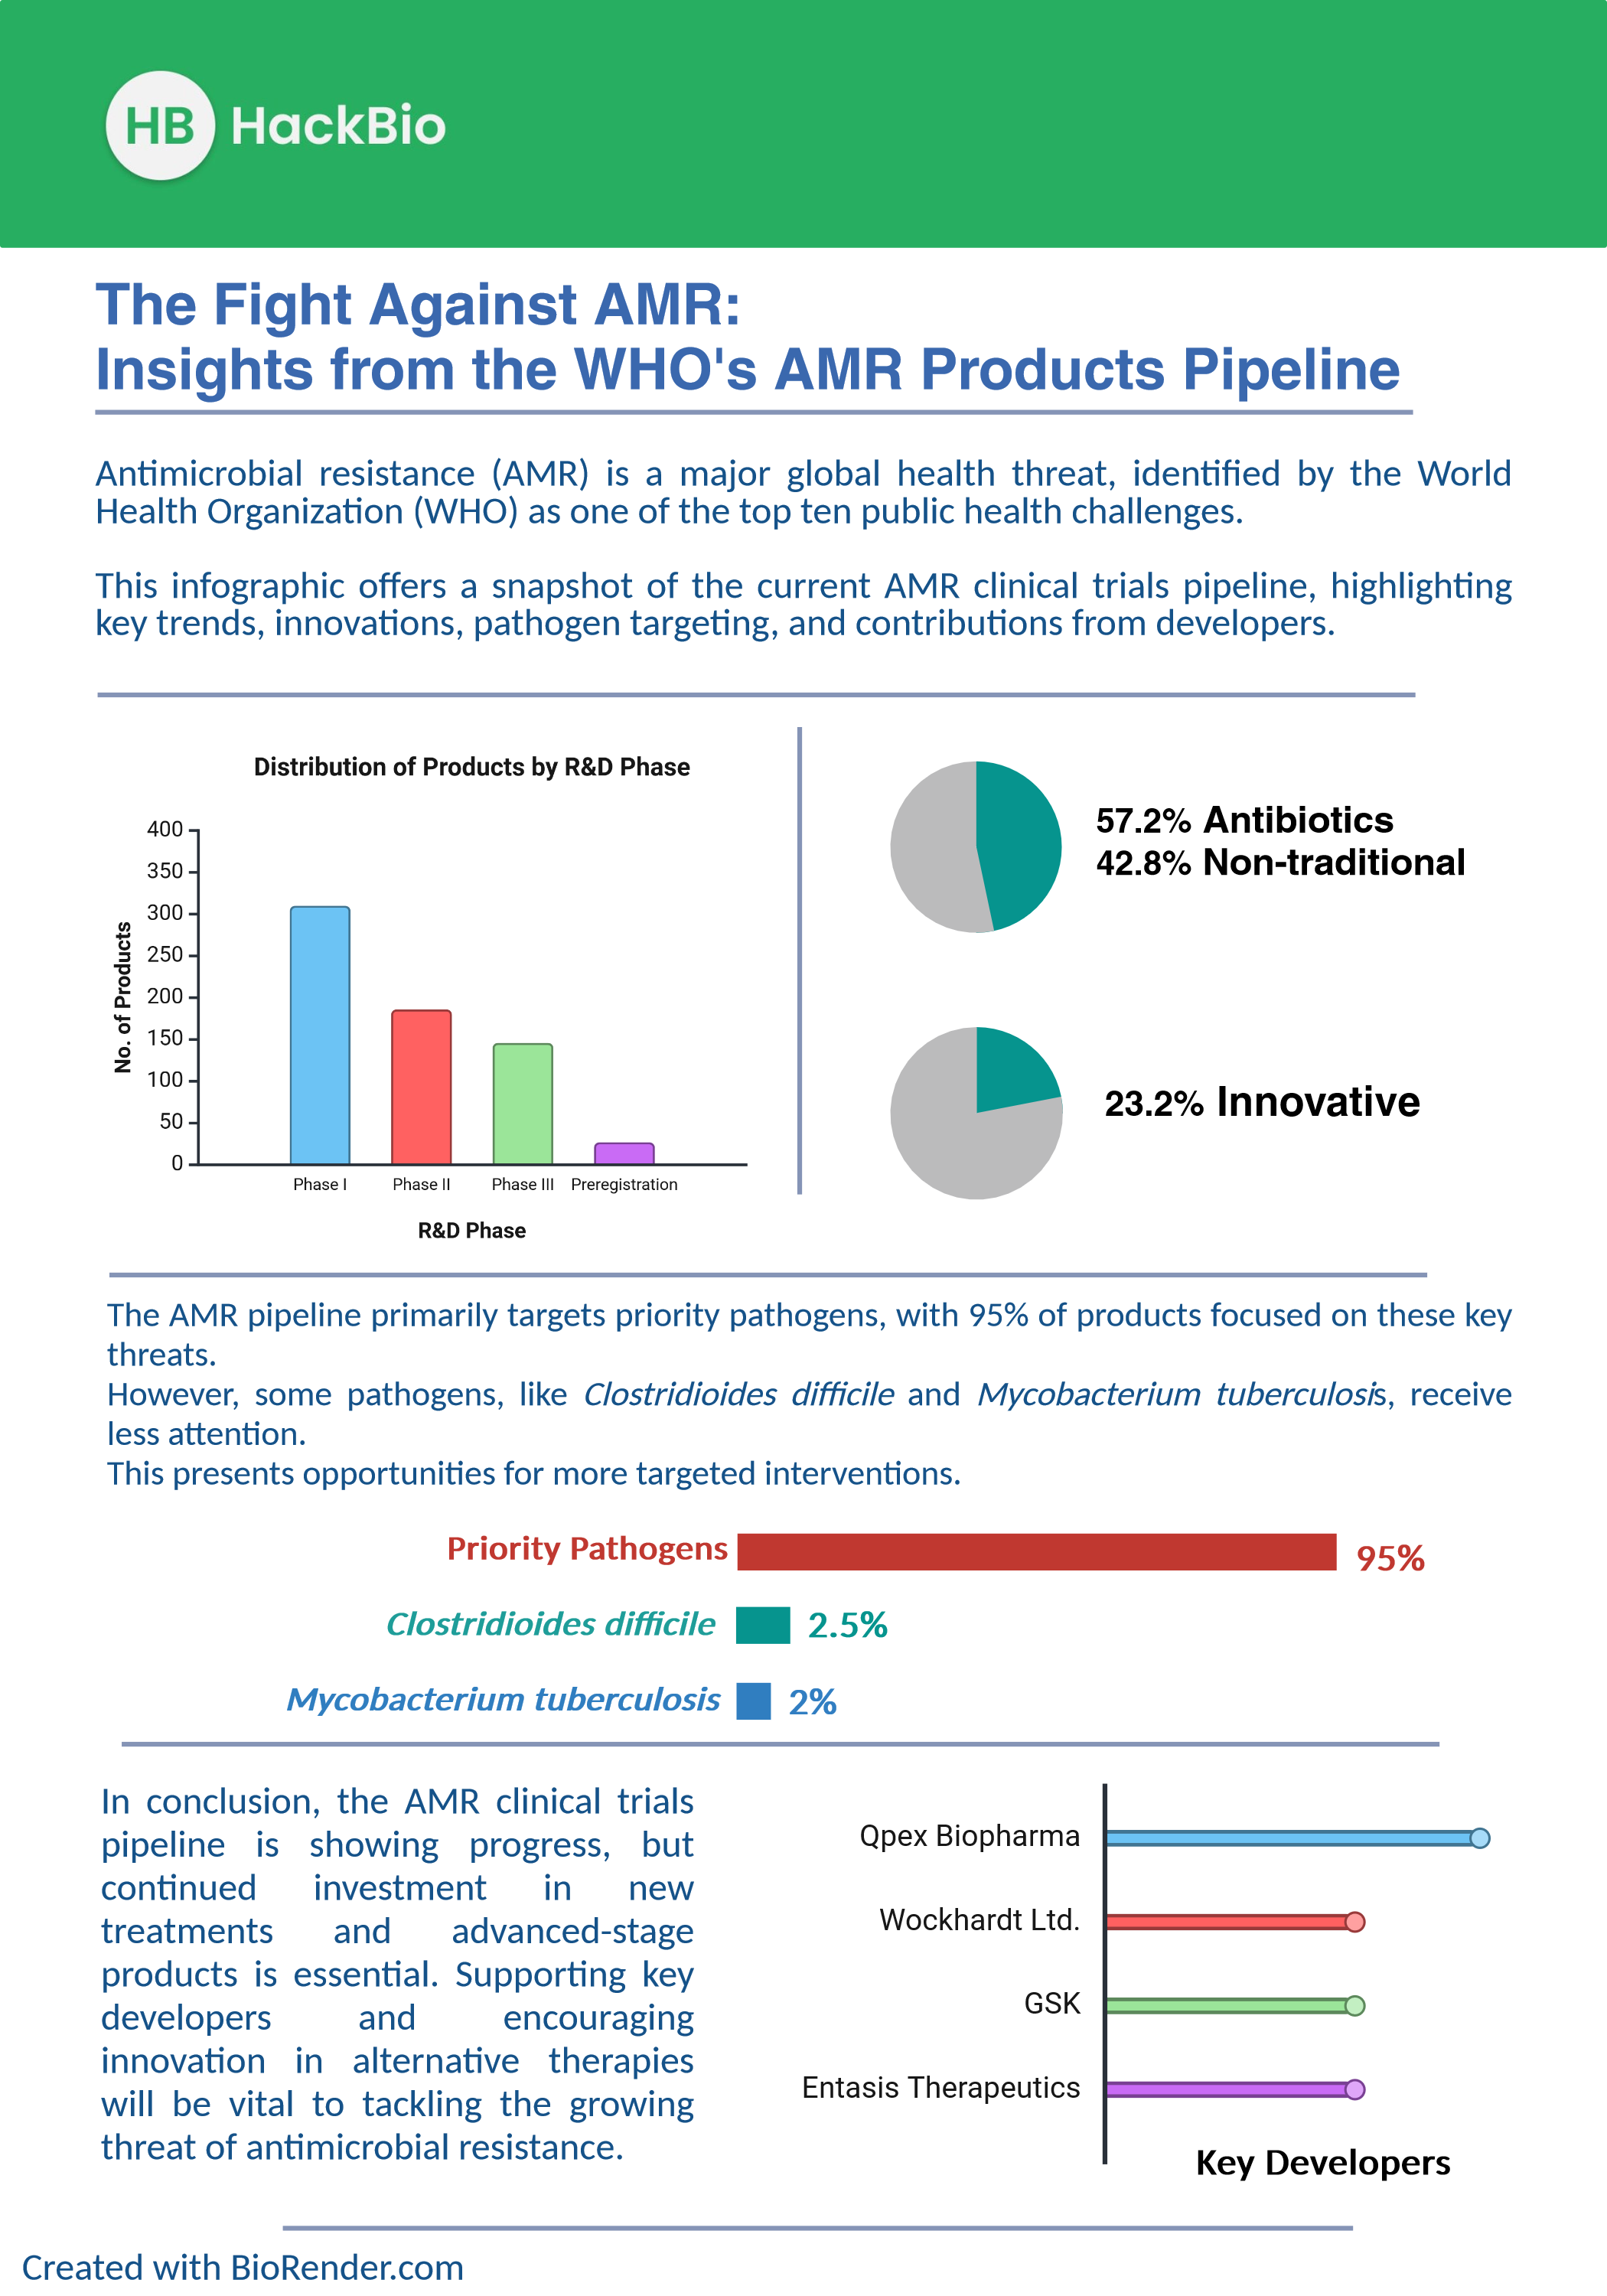 HB HackBio
The Fight Against AMR:
Insights from the WHO's AMR Products Pipeline
Antimicrobial resistance (AMR) is a major global health threat, identified by the World
Health Organization (WHO) as one of the top ten public health challenges.
This infographic offers a snapshot of the current AMR clinical trials pipeline, highlighting
key trends, innovations, pathogen targeting, and contributions from developers.
Distribution of Products by R&D Phase
400
350
300
250
200
150
100
50
0
No. of Products
Phase I
Phase II
Phase III
Preregistration
R&D Phase
57.2% Antibiotics
42.8% Non-traditional
23.2% Innovative
The AMR pipeline primarily targets priority pathogens, with 95% of products focused on these key
threats.
However, some pathogens, like Clostridioides difficile and Mycobacterium tuberculosis, receive
less attention.
This presents opportunities for more targeted interventions.
Priority Pathogens 95%
Clostridioides difficile 2.5%
Mycobacterium tuberculosis 2%
In conclusion, the AMR clinical trials
pipeline is showing progress, but
continued investment in new
treatments and advanced-stage
products is essential. Supporting key
developers and encouraging
innovation in alternative therapies
will be vital to tackling the growing
threat of antimicrobial resistance.
Qpex Biopharma
Wockhardt Ltd.
GSK
Entasis Therapeutics
Key Developers
Created with BioRender.com